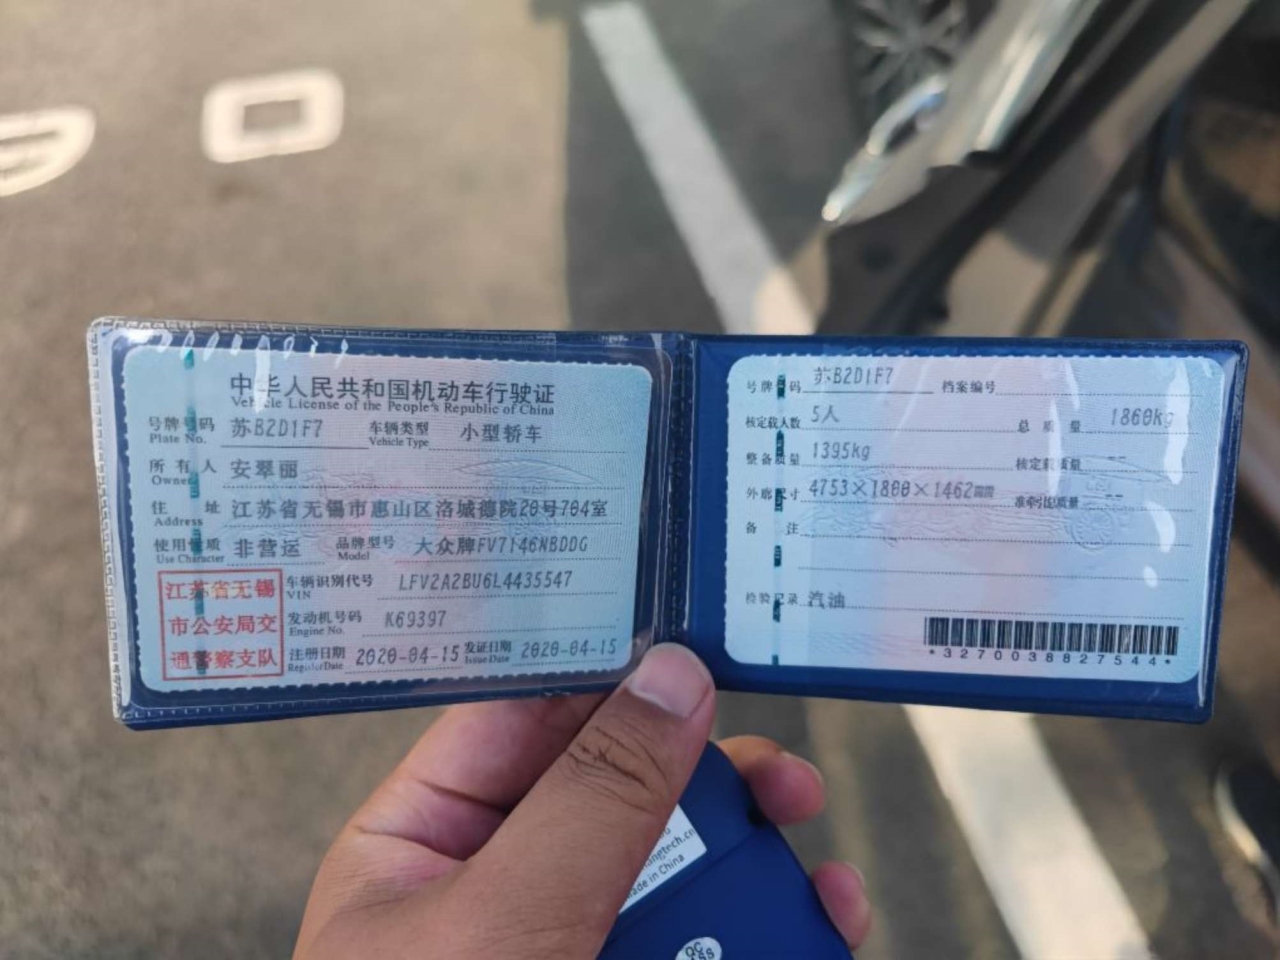 中华人民共和国机动车行驶证
Vehicle License of the People's Republic of China
号牌号码 苏B2D1F7 车辆类型 小型轿车
Plate No. Vehicle Type
所有人 安翠丽
Owner
住址 江苏省无锡市惠山区洛城德院20号704室
Address
使用性质 非营运 品牌型号 大众牌FV7146NBDDG
Use Character Model
江苏省无锡
市公安局交
通警察支队
车辆识别代号 LFV2A2BU6L4435547
VIN
发动机号码 K69397
Engine No.
注册日期 2020-04-15 发证日期 2020-04-15
Register Date Issue Date
号牌号码 苏B2D1F7 档案编号
核定载人数 5人 总质量 1860kg
整备质量 1395kg 核定载质量 --
外廓尺寸 4753×1800×1462mm 准牵引总质量 --
备注
检验记录 汽油
*3270038827544*
angtech.cn
ade in China
QC